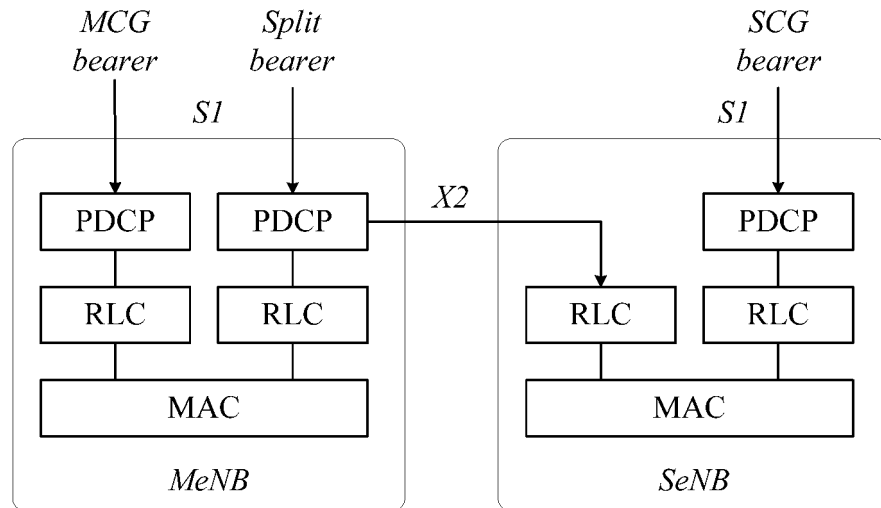 MCG
bearer
Split
bearer
SCG
bearer
S1
S1
X2
PDCP
PDCP
PDCP
RLC
RLC
RLC
RLC
MAC
MAC
MeNB
SeNB